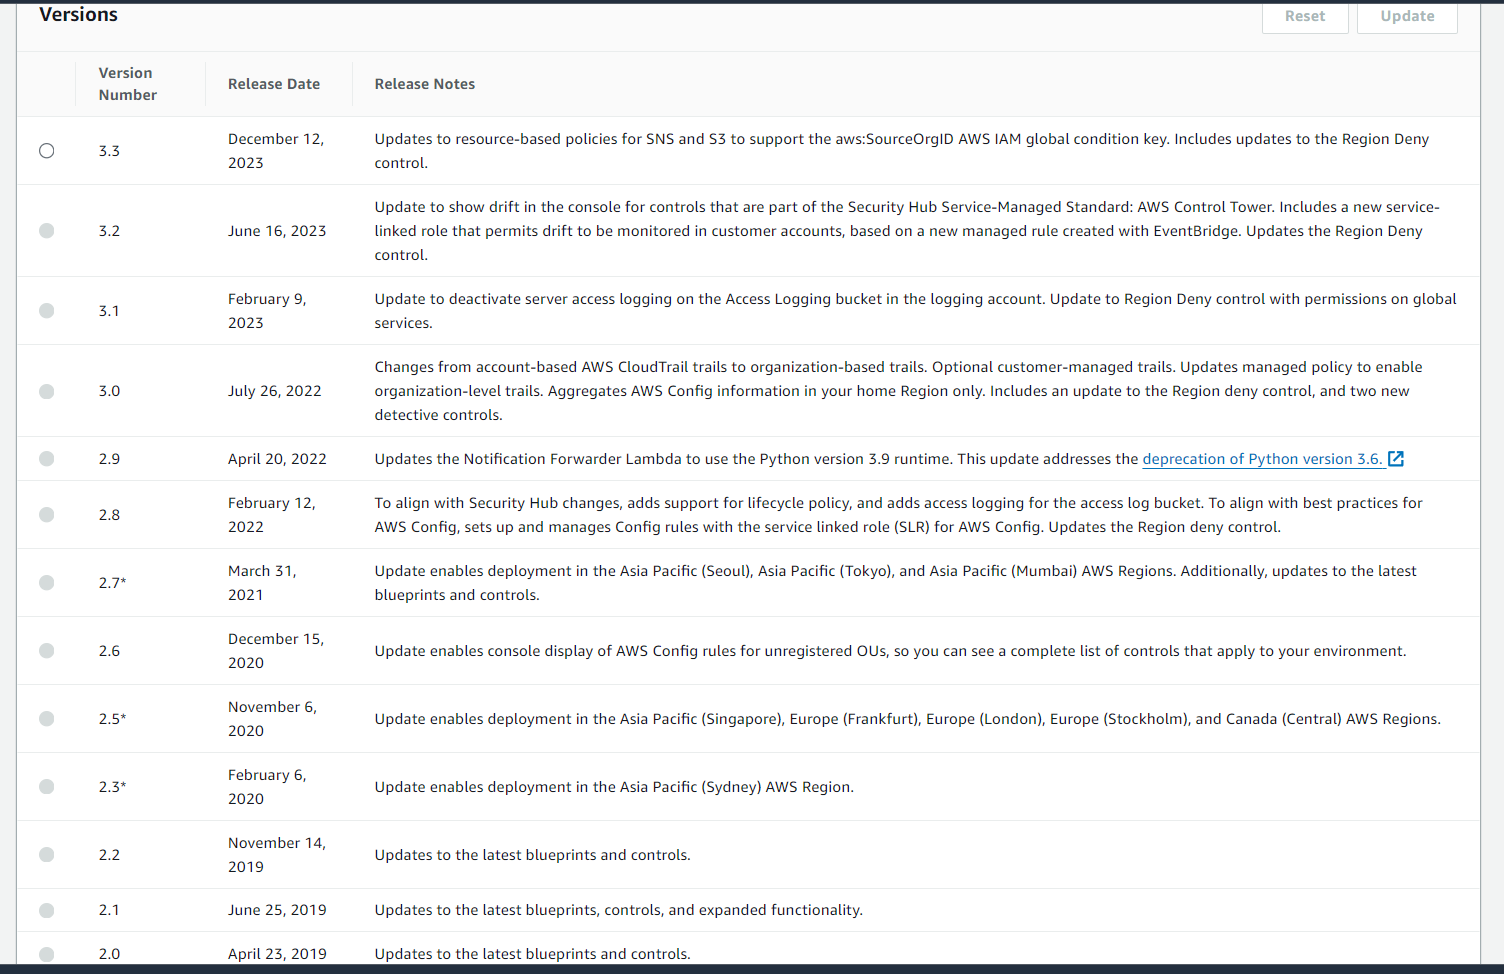 Versions
Reset
Update
Version
Number
Release Date
Release Notes
3.3
December 12,
2023
Updates to resource-based policies for SNS and S3 to support the aws:SourceOrgID AWS IAM global condition key. Includes updates to the Region Deny
control.
3.2
June 16, 2023
Update to show drift in the console for controls that are part of the Security Hub Service-Managed Standard: AWS Control Tower. Includes a new service-
linked role that permits drift to be monitored in customer accounts, based on a new managed rule created with EventBridge. Updates the Region Deny
control.
3.1
February 9,
2023
Update to deactivate server access logging on the Access Logging bucket in the logging account. Update to Region Deny control with permissions on global
services.
3.0
July 26, 2022
Changes from account-based AWS CloudTrail trails to organization-based trails. Optional customer-managed trails. Updates managed policy to enable
organization-level trails. Aggregates AWS Config information in your home Region only. Includes an update to the Region deny control, and two new
detective controls.
2.9
April 20, 2022
Updates the Notification Forwarder Lambda to use the Python version 3.9 runtime. This update addresses the deprecation of Python version 3.6.
2.8
February 12,
2022
To align with Security Hub changes, adds support for lifecycle policy, and adds access logging for the access log bucket. To align with best practices for
AWS Config, sets up and manages Config rules with the service linked role (SLR) for AWS Config. Updates the Region deny control.
2.7*
March 31,
2021
Update enables deployment in the Asia Pacific (Seoul), Asia Pacific (Tokyo), and Asia Pacific (Mumbai) AWS Regions. Additionally, updates to the latest
blueprints and controls.
2.6
December 15,
2020
Update enables console display of AWS Config rules for unregistered OUs, so you can see a complete list of controls that apply to your environment.
2.5*
November 6,
2020
Update enables deployment in the Asia Pacific (Singapore), Europe (Frankfurt), Europe (London), Europe (Stockholm), and Canada (Central) AWS Regions.
2.3*
February 6,
2020
Update enables deployment in the Asia Pacific (Sydney) AWS Region.
2.2
November 14,
2019
Updates to the latest blueprints and controls.
2.1
June 25, 2019
Updates to the latest blueprints, controls, and expanded functionality.
2.0
April 23, 2019
Updates to the latest blueprints and controls.